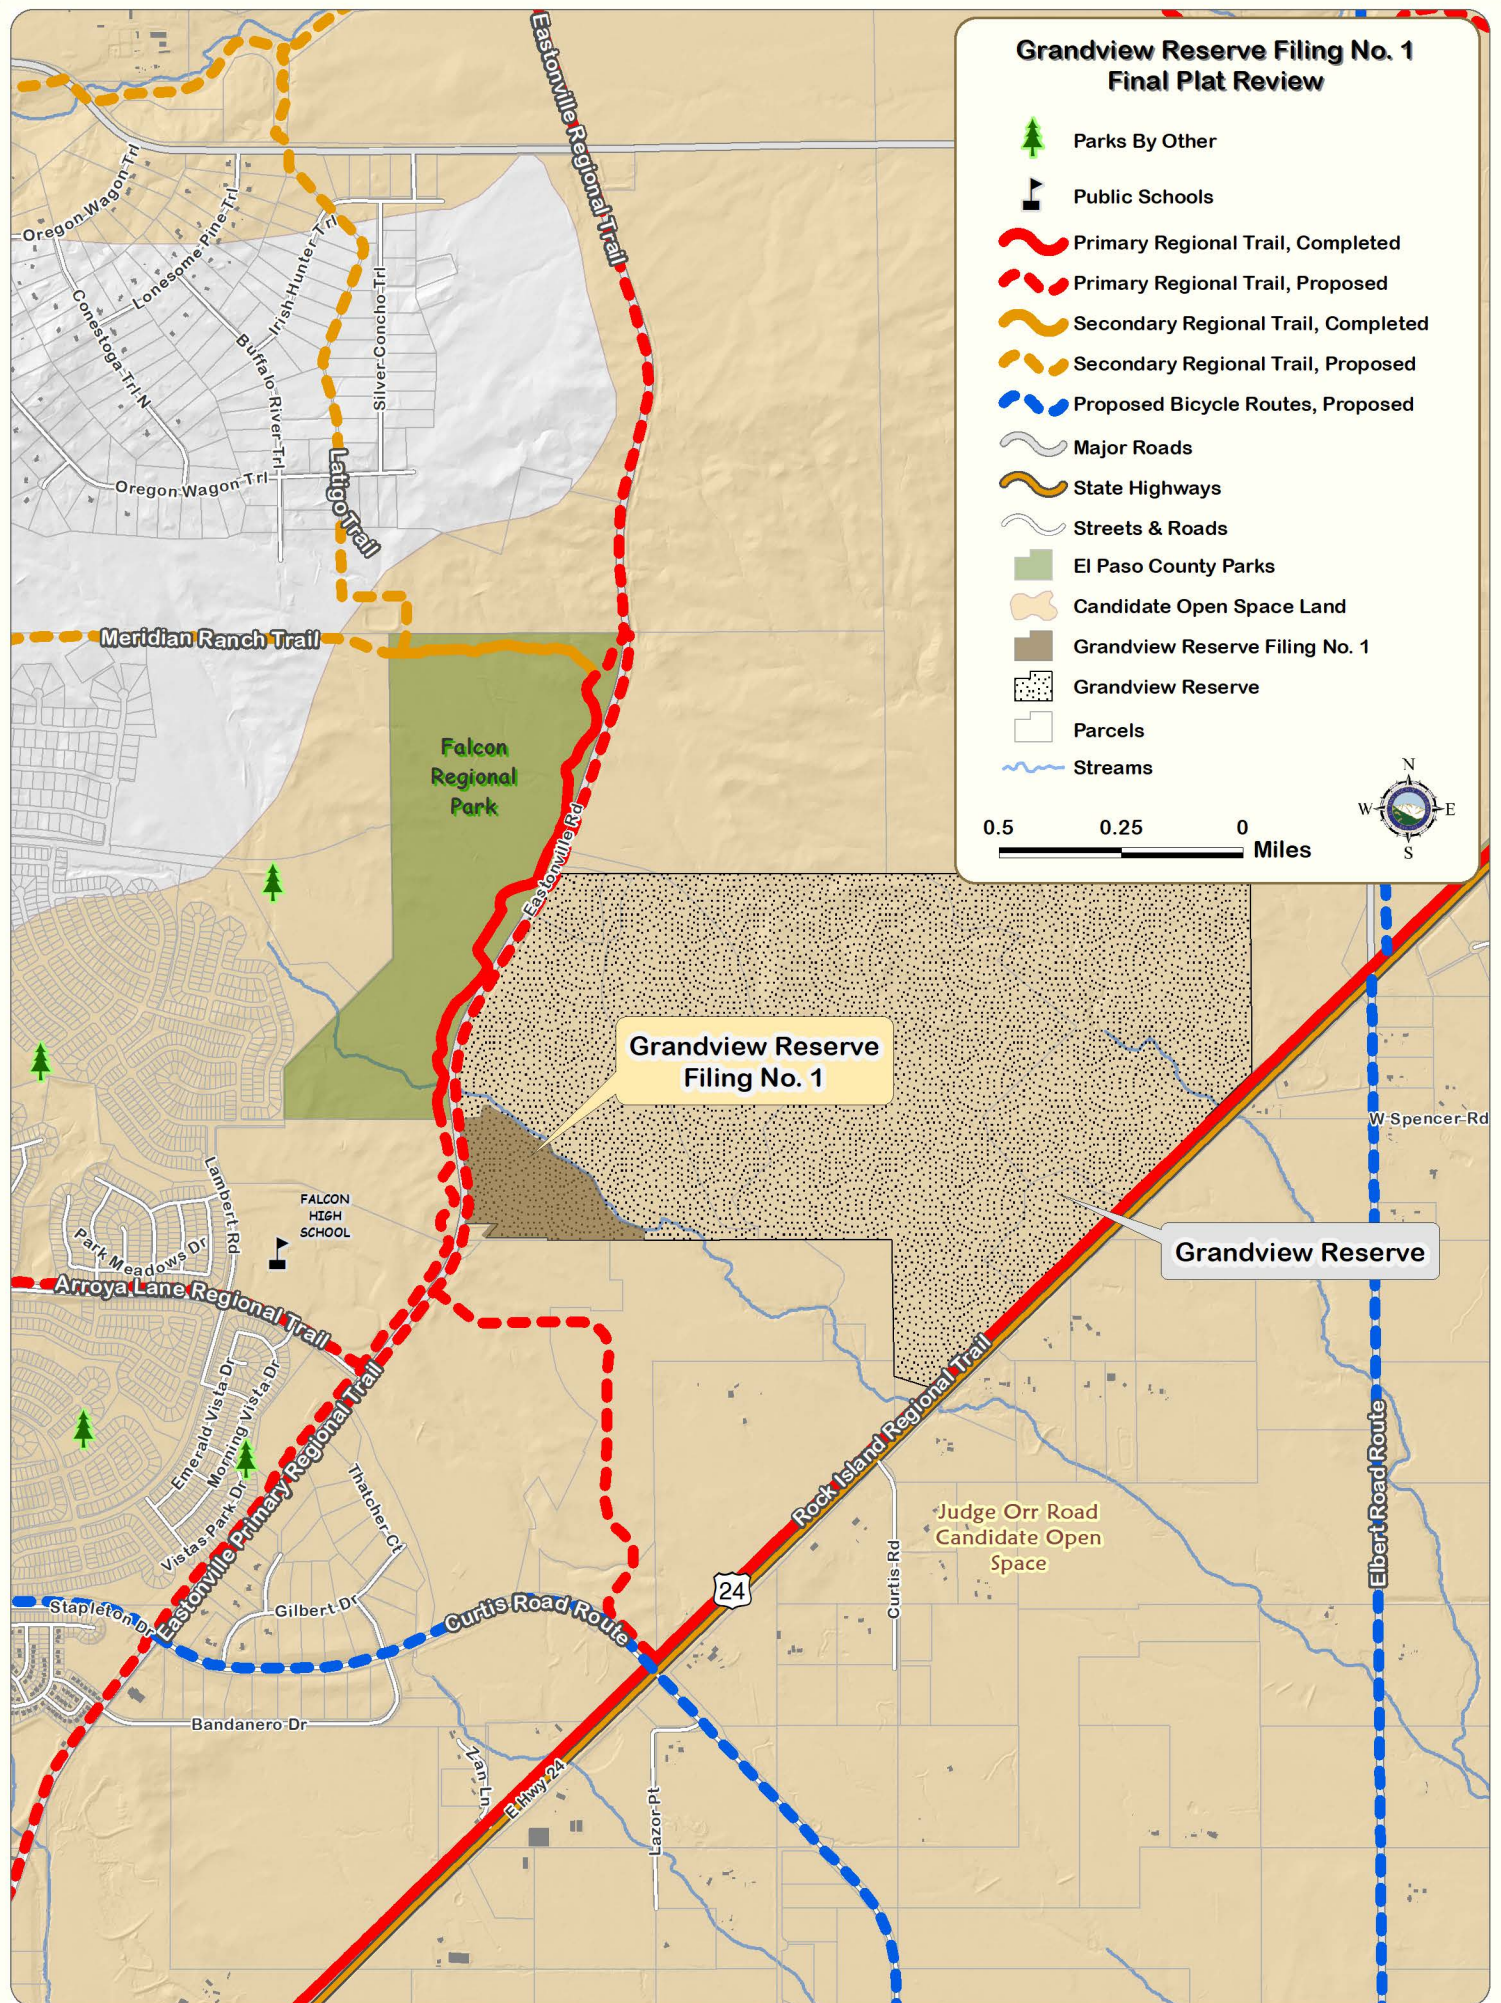 Grandview Reserve Filing No. 1
Final Plat Review
Parks By Other
Public Schools
Primary Regional Trail, Completed
Primary Regional Trail, Proposed
Secondary Regional Trail, Completed
Secondary Regional Trail, Proposed
Proposed Bicycle Routes, Proposed
Major Roads
State Highways
Streets & Roads
El Paso County Parks
Candidate Open Space Land
Grandview Reserve Filing No. 1
Grandview Reserve
Parcels
Streams
N
W
E
S
0.5 0.25 0
Miles
Eastonville Regional Trail
Oregon Wagon Trl
Lonesome Pine Trl
Irish Hunter Trl
Conestoga Trl N
Buffalo River Trl
Silver Concho Trl
Oregon Wagon Trl
Latigo Trail
Meridian Ranch Trail
Falcon
Regional
Park
Eastonville Rd
Grandview Reserve
Filing No. 1
W Spencer Rd
Lambert Rd
FALCON
HIGH
SCHOOL
Park Meadows Dr
Grandview Reserve
Arroya Lane Regional Trail
Emerald Vista Dr
Morning Vista Dr
Vistas Park Dr
Eastonville Primary Regional Trail
Thatcher Ct
Rock Island Regional Trail
Judge Orr Road
Candidate Open
Space
Curtis Rd
Elbert Road Route
24
Stapleton Dr
Gilbert Dr
Curtis Road Route
Bandanero Dr
Zan Ln
E Hwy 24
Lazor Pt